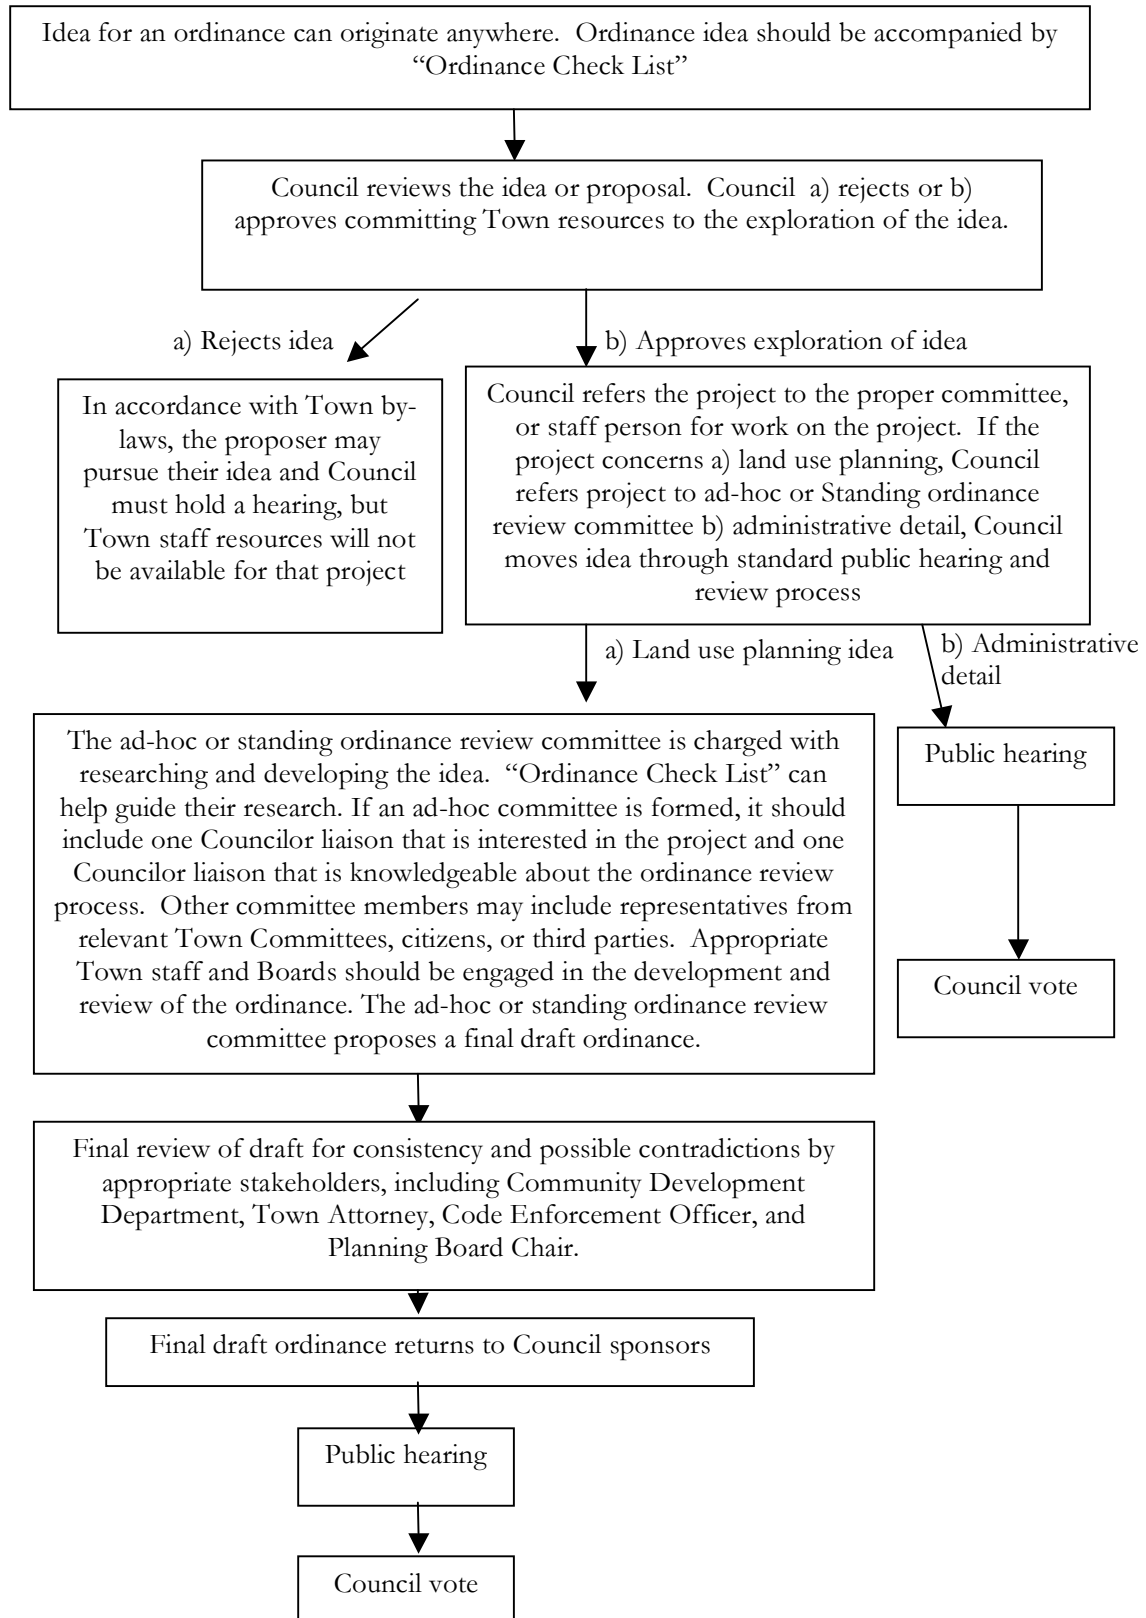 Idea for an ordinance can originate anywhere.  Ordinance idea should be accompanied by
“Ordinance Check List”
Council reviews the idea or proposal.  Council  a) rejects or b)
approves committing Town resources to the exploration of the idea.
a) Rejects idea
b) Approves exploration of idea
In accordance with Town by-
laws, the proposer may
pursue their idea and Council
must hold a hearing, but
Town staff resources will not
be available for that project
Council refers the project to the proper committee,
or staff person for work on the project.  If the
project concerns a) land use planning, Council
refers project to ad-hoc or Standing ordinance
review committee b) administrative detail, Council
moves idea through standard public hearing and
review process
a) Land use planning idea
b) Administrative
detail
The ad-hoc or standing ordinance review committee is charged with
researching and developing the idea.  “Ordinance Check List” can
help guide their research. If an ad-hoc committee is formed, it should
include one Councilor liaison that is interested in the project and one
Councilor liaison that is knowledgeable about the ordinance review
process.  Other committee members may include representatives from
relevant Town Committees, citizens, or third parties.  Appropriate
Town staff and Boards should be engaged in the development and
review of the ordinance. The ad-hoc or standing ordinance review
committee proposes a final draft ordinance.
Public hearing
Council vote
Final review of draft for consistency and possible contradictions by
appropriate stakeholders, including Community Development
Department, Town Attorney, Code Enforcement Officer, and
Planning Board Chair.
Final draft ordinance returns to Council sponsors
Public hearing
Council vote